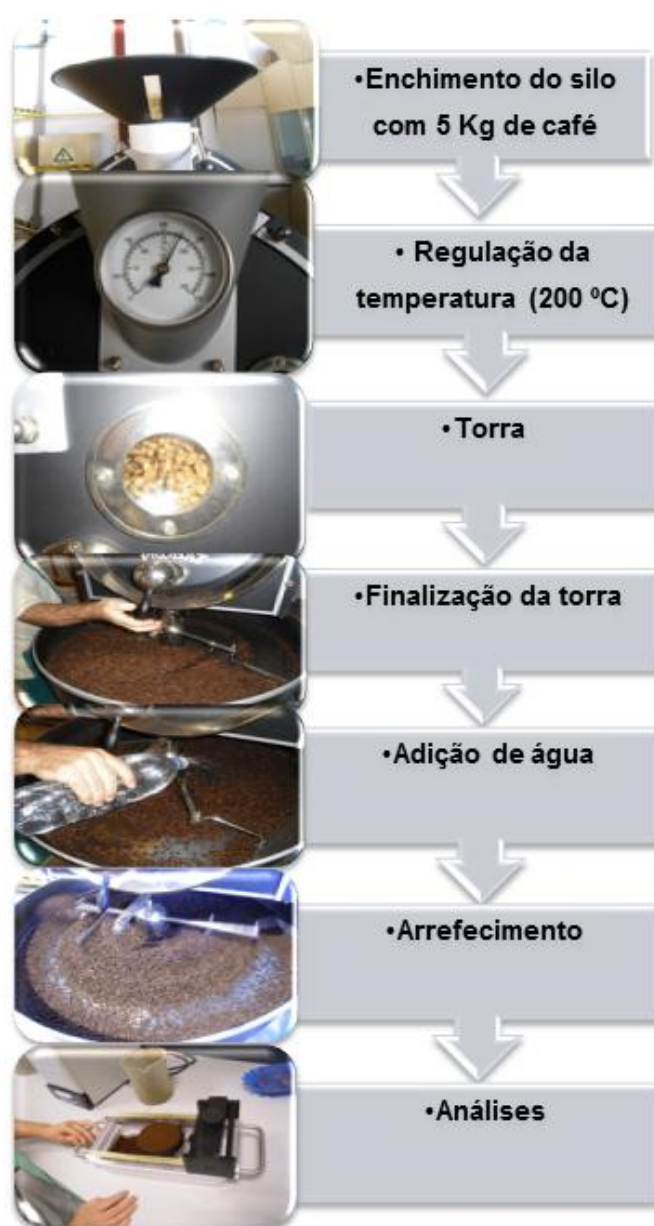 •Enchimento do silo
com 5 Kg de café
• Regulação da
temperatura (200 ºC)
•Torra
•Finalização da torra
•Adição de água
•Arrefecimento
•Análises